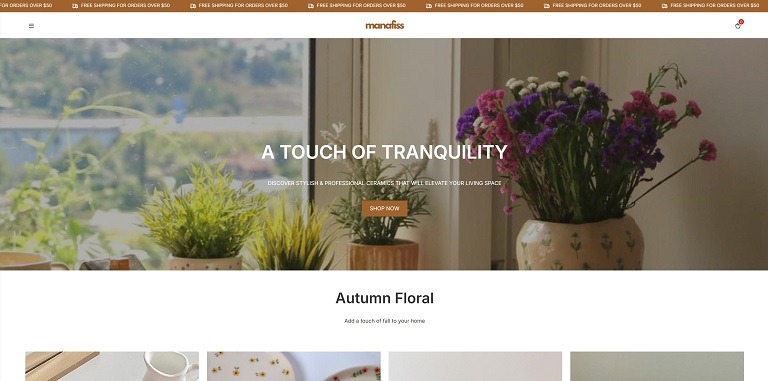 FOR ORDERS OVER $50 FREE SHIPPING FOR ORDERS OVER $50 FREE SHIPPING FOR ORDERS OVER $50 FREE SHIPPING FOR ORDERS OVER $50 FREE SHIPPING FOR ORDERS OVER $50 FREE SHIPPING FOR ORDERS OVER $50 FREE SHIPPING FOR ORDERS OVER $50
manafiss
A TOUCH OF TRANQUILITY
DISCOVER STYLISH & PROFESSIONAL CERAMICS THAT WILL ELEVATE YOUR LIVING SPACE
SHOP NOW
Autumn Floral
Add a touch of fall to your home